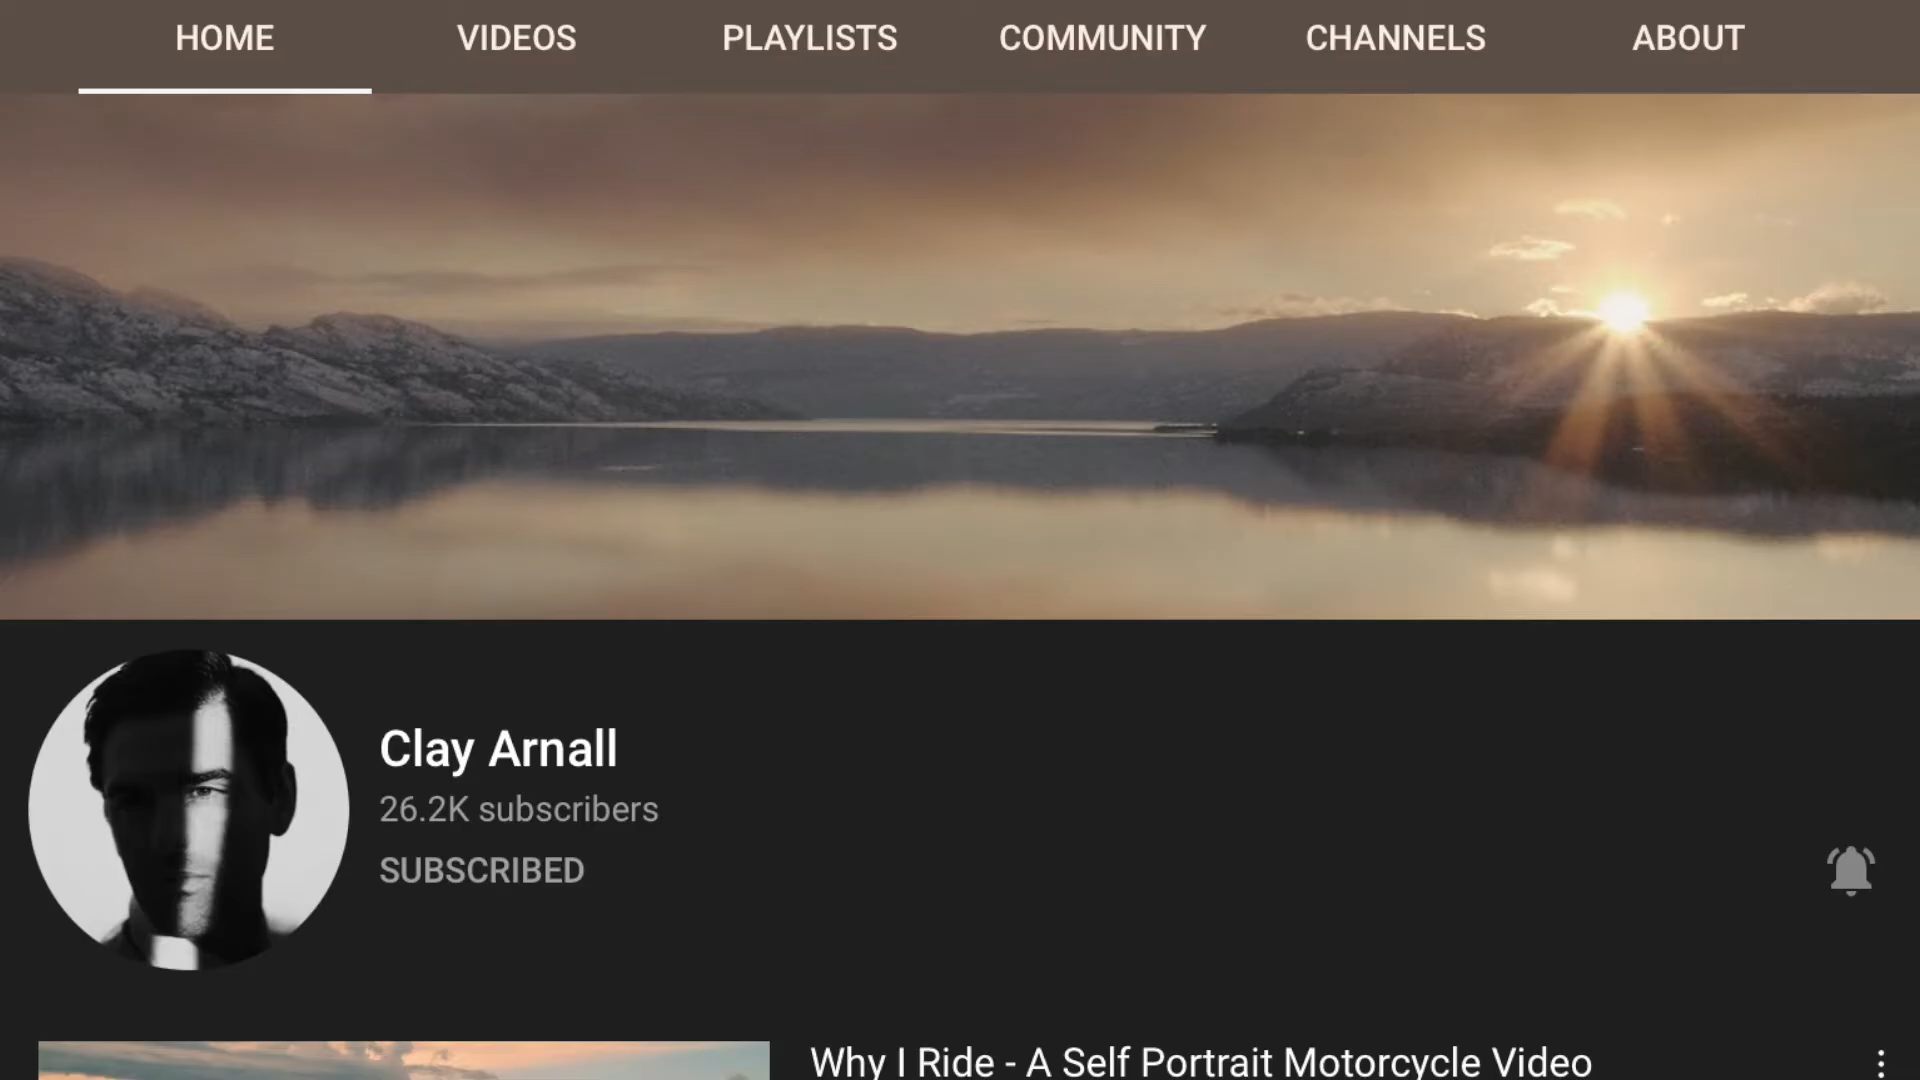 HOME VIDEOS PLAYLISTS COMMUNITY CHANNELS ABOUT
Clay Arnall
26.2K subscribers
SUBSCRIBED
Why I Ride - A Self Portrait Motorcycle Video